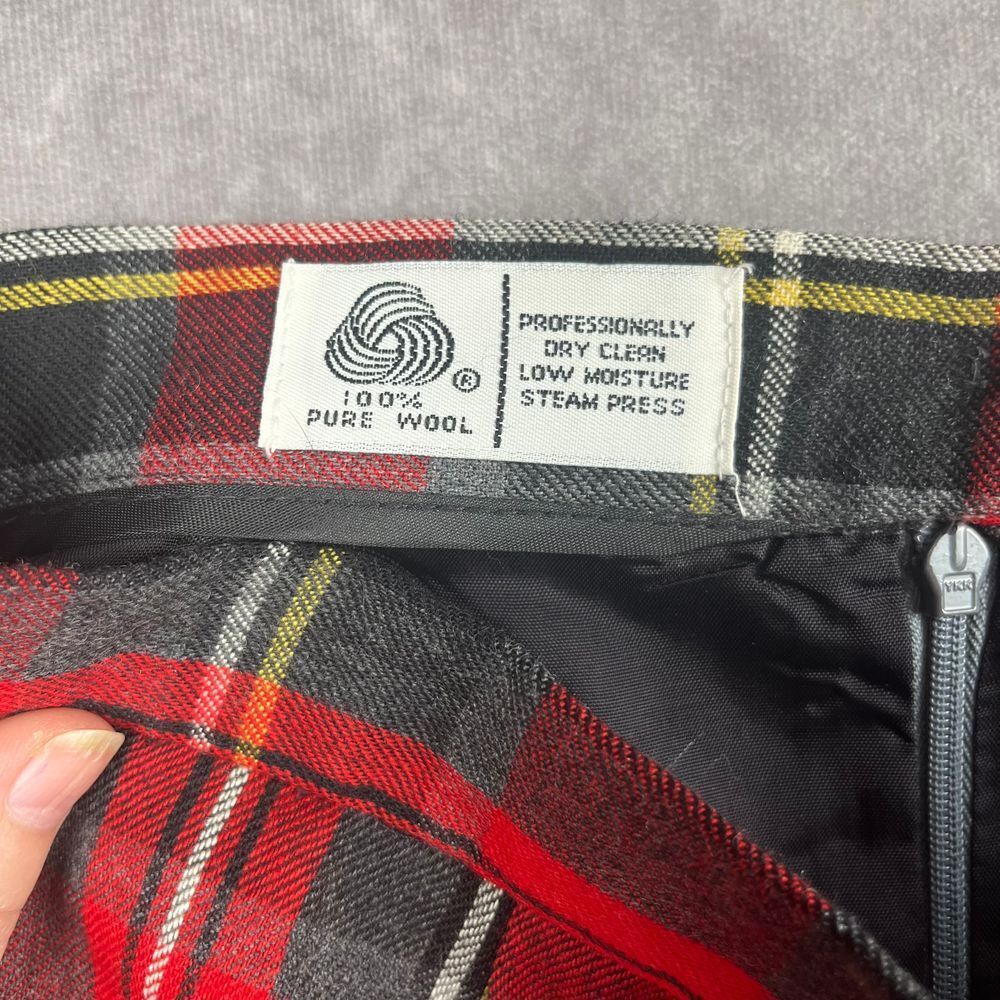 ®
100%
PURE WOOL
PROFESSIONALLY
DRY CLEAN
LOW MOISTURE
STEAM PRESS
YKK